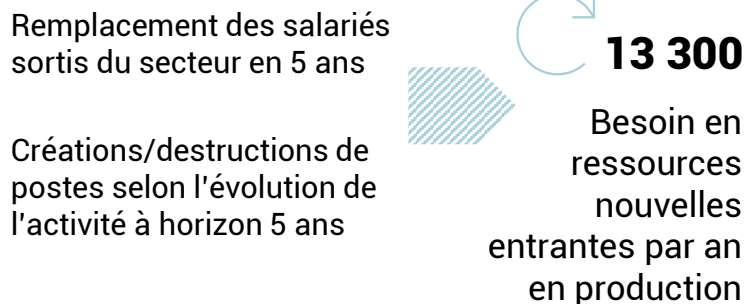 Remplacement des salariés
sortis du secteur en 5 ans
Créations/destructions de
postes selon l'évolution de
l'activité à horizon 5 ans
13 300
Besoin en
ressources
nouvelles
entrantes par an
en production